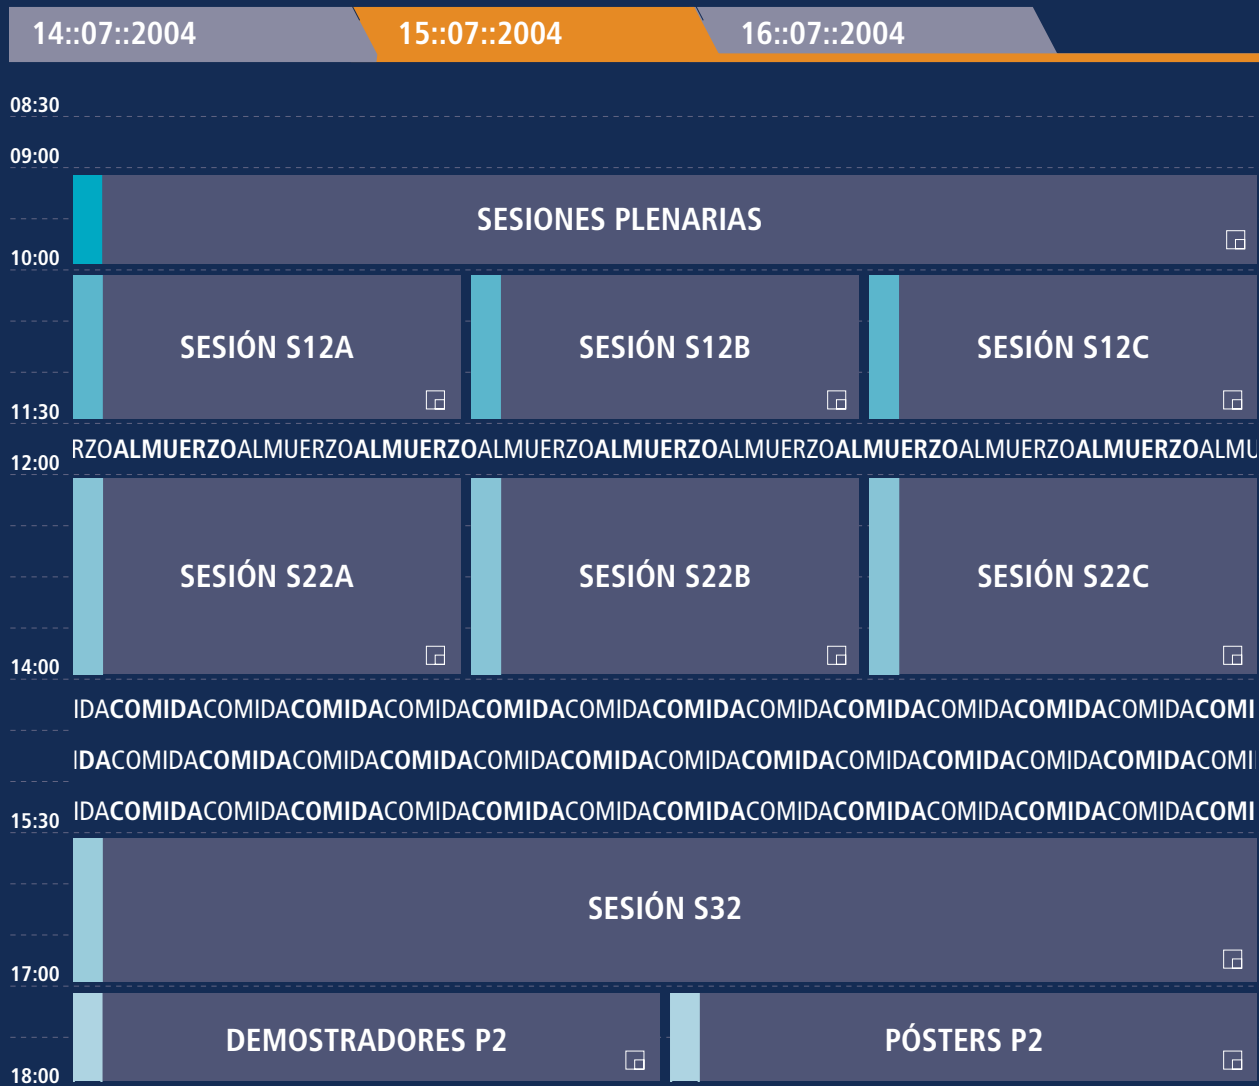 14::07::2004 15::07::2004 16::07::2004
08:30
09:00
SESIONES PLENARIAS
10:00
SESIÓN S12A SESIÓN S12B SESIÓN S12C
11:30
RZOALMUERZOALMUERZOALMUERZOALMUERZOALMUERZOALMUERZOALMUERZOALMUERZOALMUERZOALMU
12:00
SESIÓN S22A SESIÓN S22B SESIÓN S22C
14:00
IDACOMIDACOMIDACOMIDACOMIDACOMIDACOMIDACOMIDACOMIDACOMIDACOMIDACOMIDACOMIDACOMI
IDACOMIDACOMIDACOMIDACOMIDACOMIDACOMIDACOMIDACOMIDACOMIDACOMIDACOMIDACOMIDACOMI
IDACOMIDACOMIDACOMIDACOMIDACOMIDACOMIDACOMIDACOMIDACOMIDACOMIDACOMIDACOMIDACOMI
15:30
SESIÓN S32
17:00
DEMOSTRADORES P2 PÓSTERS P2
18:00